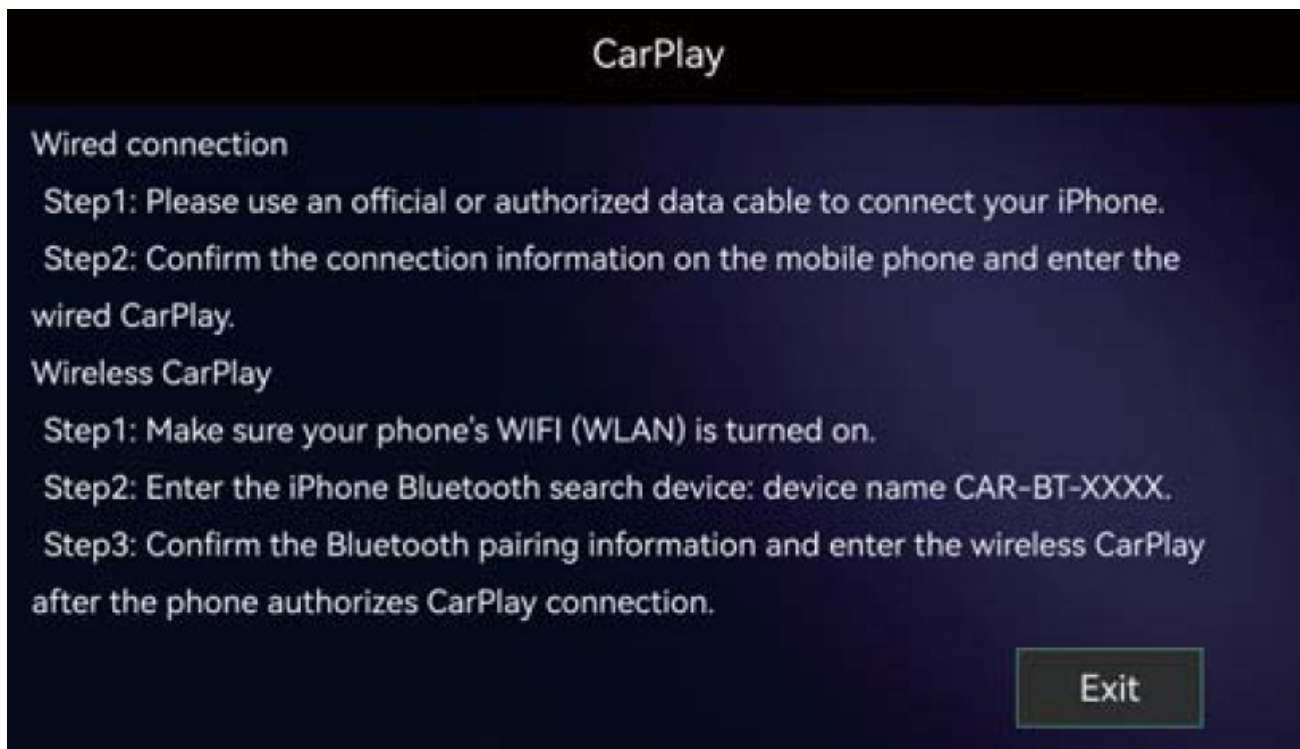 CarPlay
Wired connection
Step1: Please use an official or authorized data cable to connect your iPhone.
Step2: Confirm the connection information on the mobile phone and enter the
wired CarPlay.
Wireless CarPlay
Step1: Make sure your phone's WIFI (WLAN) is turned on.
Step2: Enter the iPhone Bluetooth search device: device name CAR-BT-XXXX.
Step3: Confirm the Bluetooth pairing information and enter the wireless CarPlay
after the phone authorizes CarPlay connection.
Exit